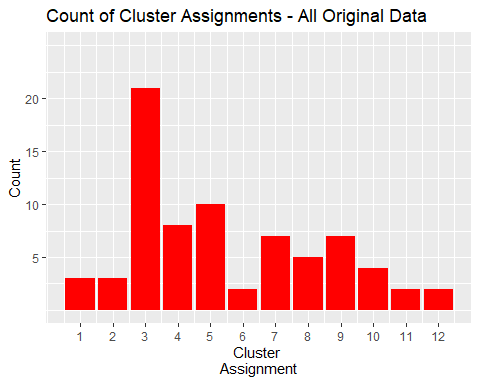 Count of Cluster Assignments - All Original Data
Count
20
15
10
5
1 2 3 4 5 6 7 8 9 10 11 12
Cluster
Assignment